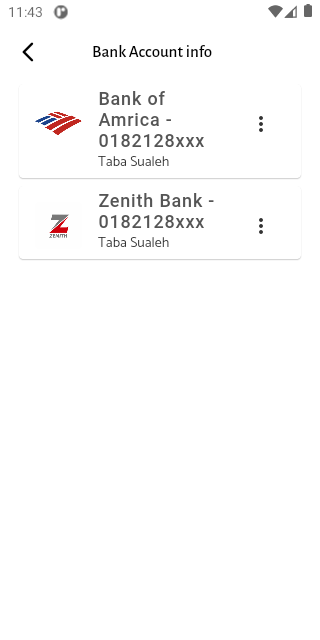 11:43
Bank Account info
Bank of
Amrica -
0182128xxx
Taba Sualeh
Zenith Bank -
0182128xxx
Taba Sualeh
ZENITH